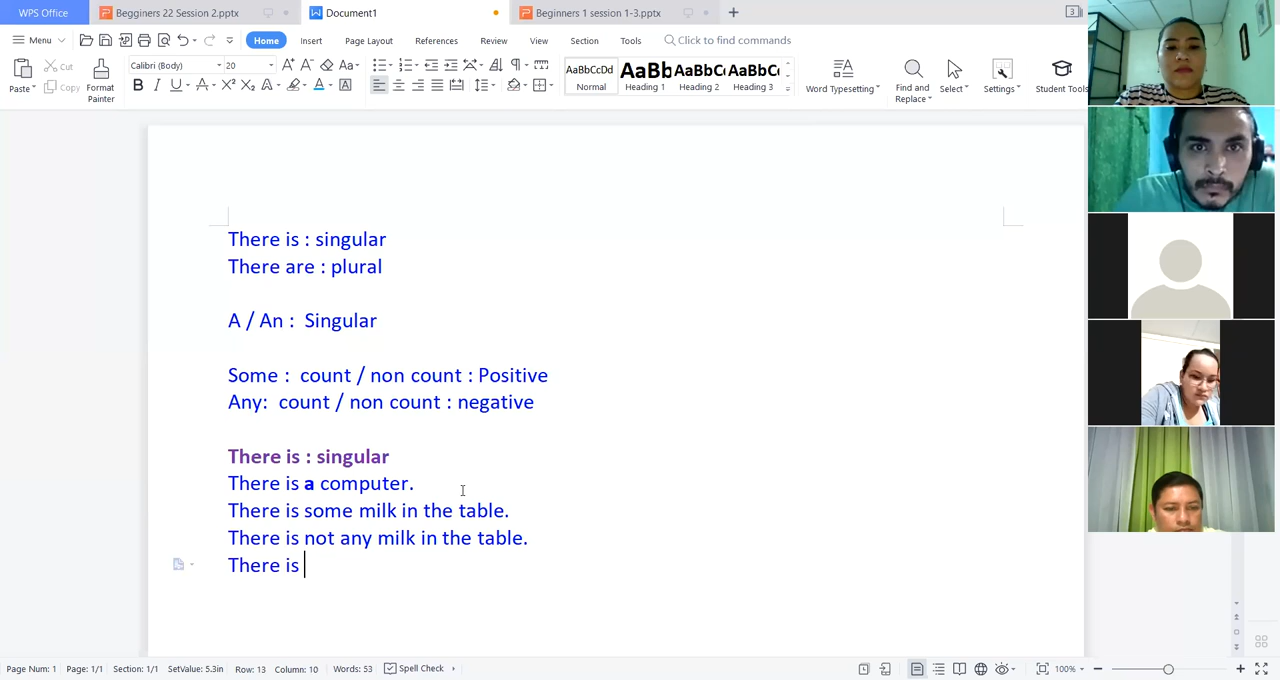 WPS Office Begginers 22 Session 2.pptx Document1 Beginners 1 session 1-3.pptx 3
Menu Home Insert Page Layout References Review View Section Tools Click to find commands
Paste Cut Copy Format Painter Calibri (Body) 20 AaBbCcDd Normal AaBb Heading 1 AaBbC Heading 2 AaBbC Heading 3 Word Typesetting Find and Replace Select Settings Student Tools
There is : singular
There are : plural
A / An : Singular
Some : count / non count : Positive
Any: count / non count : negative
There is : singular
There is a computer.
There is some milk in the table.
There is not any milk in the table.
There is
Page Num: 1 Page: 1/1 Section: 1/1 SetValue: 5.3in Row: 13 Column: 10 Words: 53 Spell Check 100%